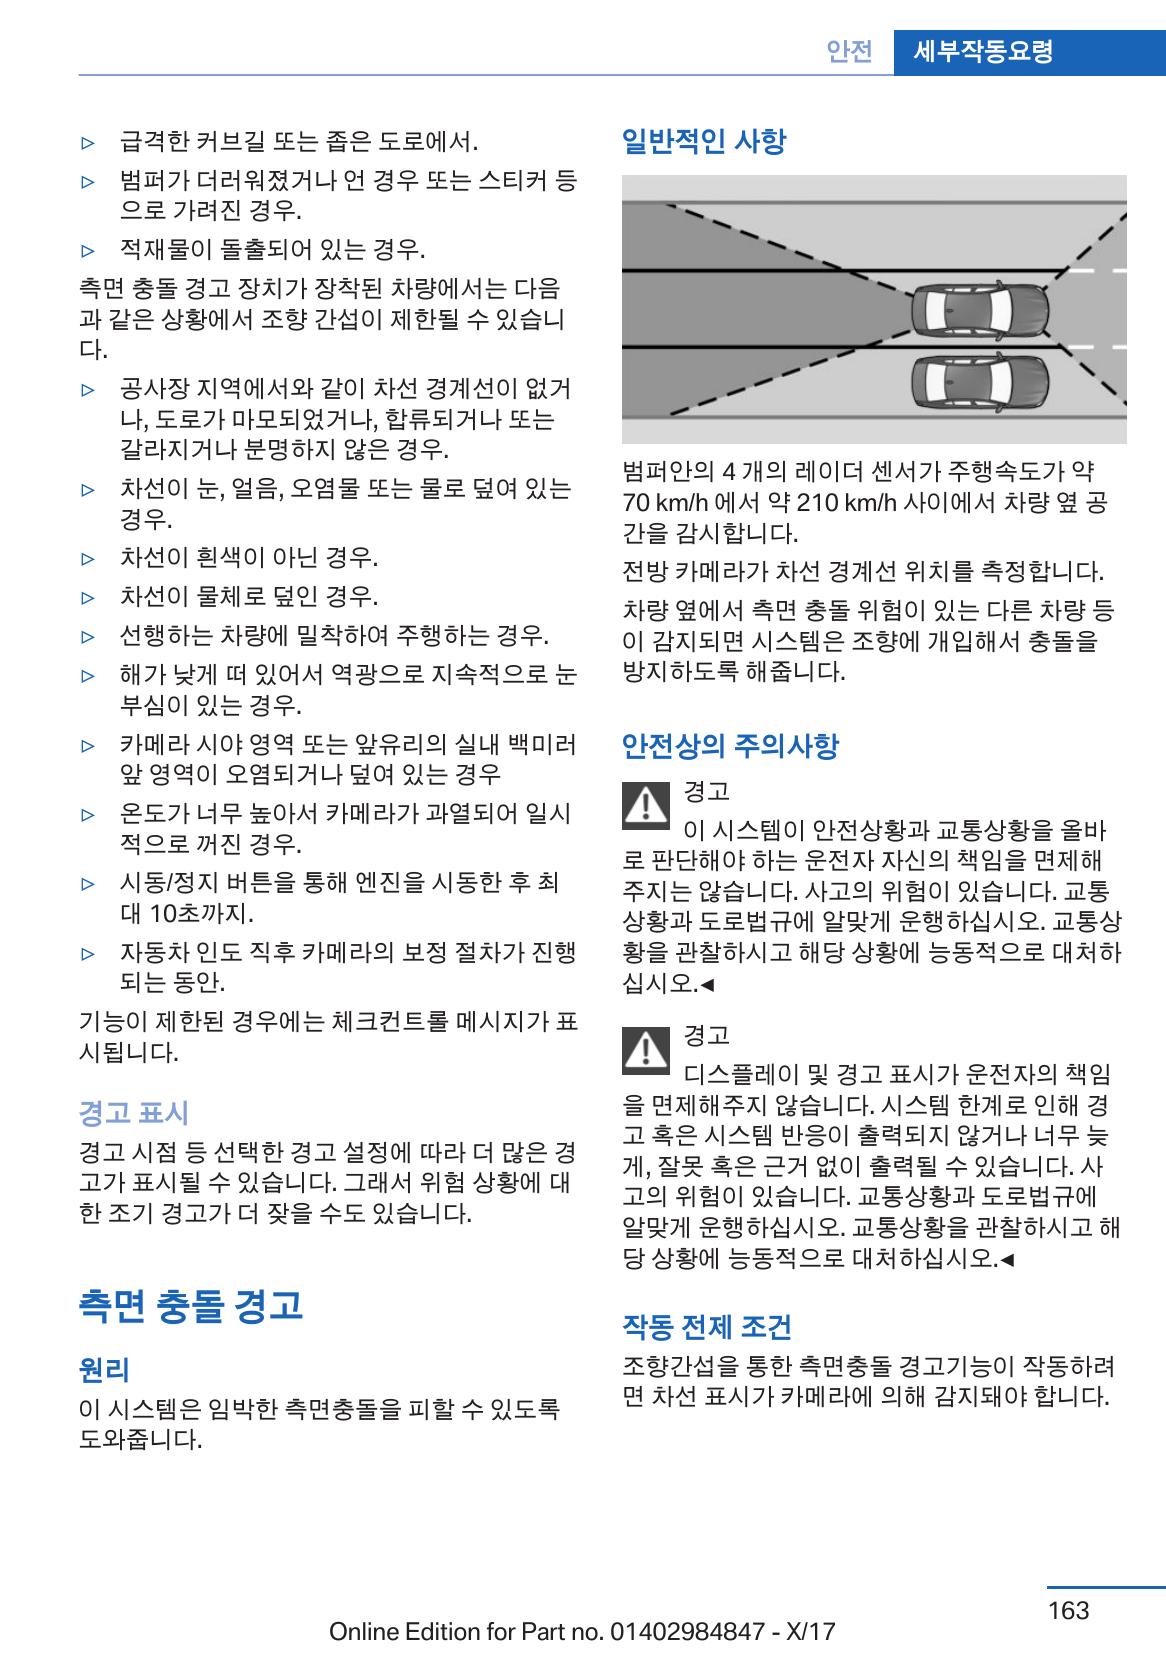 안전 세부작동요령
▷ 급격한 커브길 또는 좁은 도로에서.
▷ 범퍼가 더러워졌거나 언 경우 또는 스티커 등
으로 가려진 경우.
▷ 적재물이 돌출되어 있는 경우.
측면 충돌 경고 장치가 장착된 차량에서는 다음
과 같은 상황에서 조향 간섭이 제한될 수 있습니
다.
▷ 공사장 지역에서와 같이 차선 경계선이 없거
나, 도로가 마모되었거나, 합류되거나 또는
갈라지거나 분명하지 않은 경우.
▷ 차선이 눈, 얼음, 오염물 또는 물로 덮여 있는
경우.
▷ 차선이 흰색이 아닌 경우.
▷ 차선이 물체로 덮인 경우.
▷ 선행하는 차량에 밀착하여 주행하는 경우.
▷ 해가 낮게 떠 있어서 역광으로 지속적으로 눈
부심이 있는 경우.
▷ 카메라 시야 영역 또는 앞유리의 실내 백미러
앞 영역이 오염되거나 덮여 있는 경우
▷ 온도가 너무 높아서 카메라가 과열되어 일시
적으로 꺼진 경우.
▷ 시동/정지 버튼을 통해 엔진을 시동한 후 최
대 10초까지.
▷ 자동차 인도 직후 카메라의 보정 절차가 진행
되는 동안.
기능이 제한된 경우에는 체크컨트롤 메시지가 표
시됩니다.
경고 표시
경고 시점 등 선택한 경고 설정에 따라 더 많은 경
고가 표시될 수 있습니다. 그래서 위험 상황에 대
한 조기 경고가 더 잦을 수도 있습니다.
측면 충돌 경고
원리
이 시스템은 임박한 측면충돌을 피할 수 있도록
도와줍니다.
일반적인 사항
범퍼안의 4 개의 레이더 센서가 주행속도가 약
70 km/h 에서 약 210 km/h 사이에서 차량 옆 공
간을 감시합니다.
전방 카메라가 차선 경계선 위치를 측정합니다.
차량 옆에서 측면 충돌 위험이 있는 다른 차량 등
이 감지되면 시스템은 조향에 개입해서 충돌을
방지하도록 해줍니다.
안전상의 주의사항
경고
이 시스템이 안전상황과 교통상황을 올바
로 판단해야 하는 운전자 자신의 책임을 면제해
주지는 않습니다. 사고의 위험이 있습니다. 교통
상황과 도로법규에 알맞게 운행하십시오. 교통상
황을 관찰하시고 해당 상황에 능동적으로 대처하
십시오.◄
경고
디스플레이 및 경고 표시가 운전자의 책임
을 면제해주지 않습니다. 시스템 한계로 인해 경
고 혹은 시스템 반응이 출력되지 않거나 너무 늦
게, 잘못 혹은 근거 없이 출력될 수 있습니다. 사
고의 위험이 있습니다. 교통상황과 도로법규에
알맞게 운행하십시오. 교통상황을 관찰하시고 해
당 상황에 능동적으로 대처하십시오.◄
작동 전제 조건
조향간섭을 통한 측면충돌 경고기능이 작동하려
면 차선 표시가 카메라에 의해 감지돼야 합니다.
163
Online Edition for Part no. 01402984847 - X/17